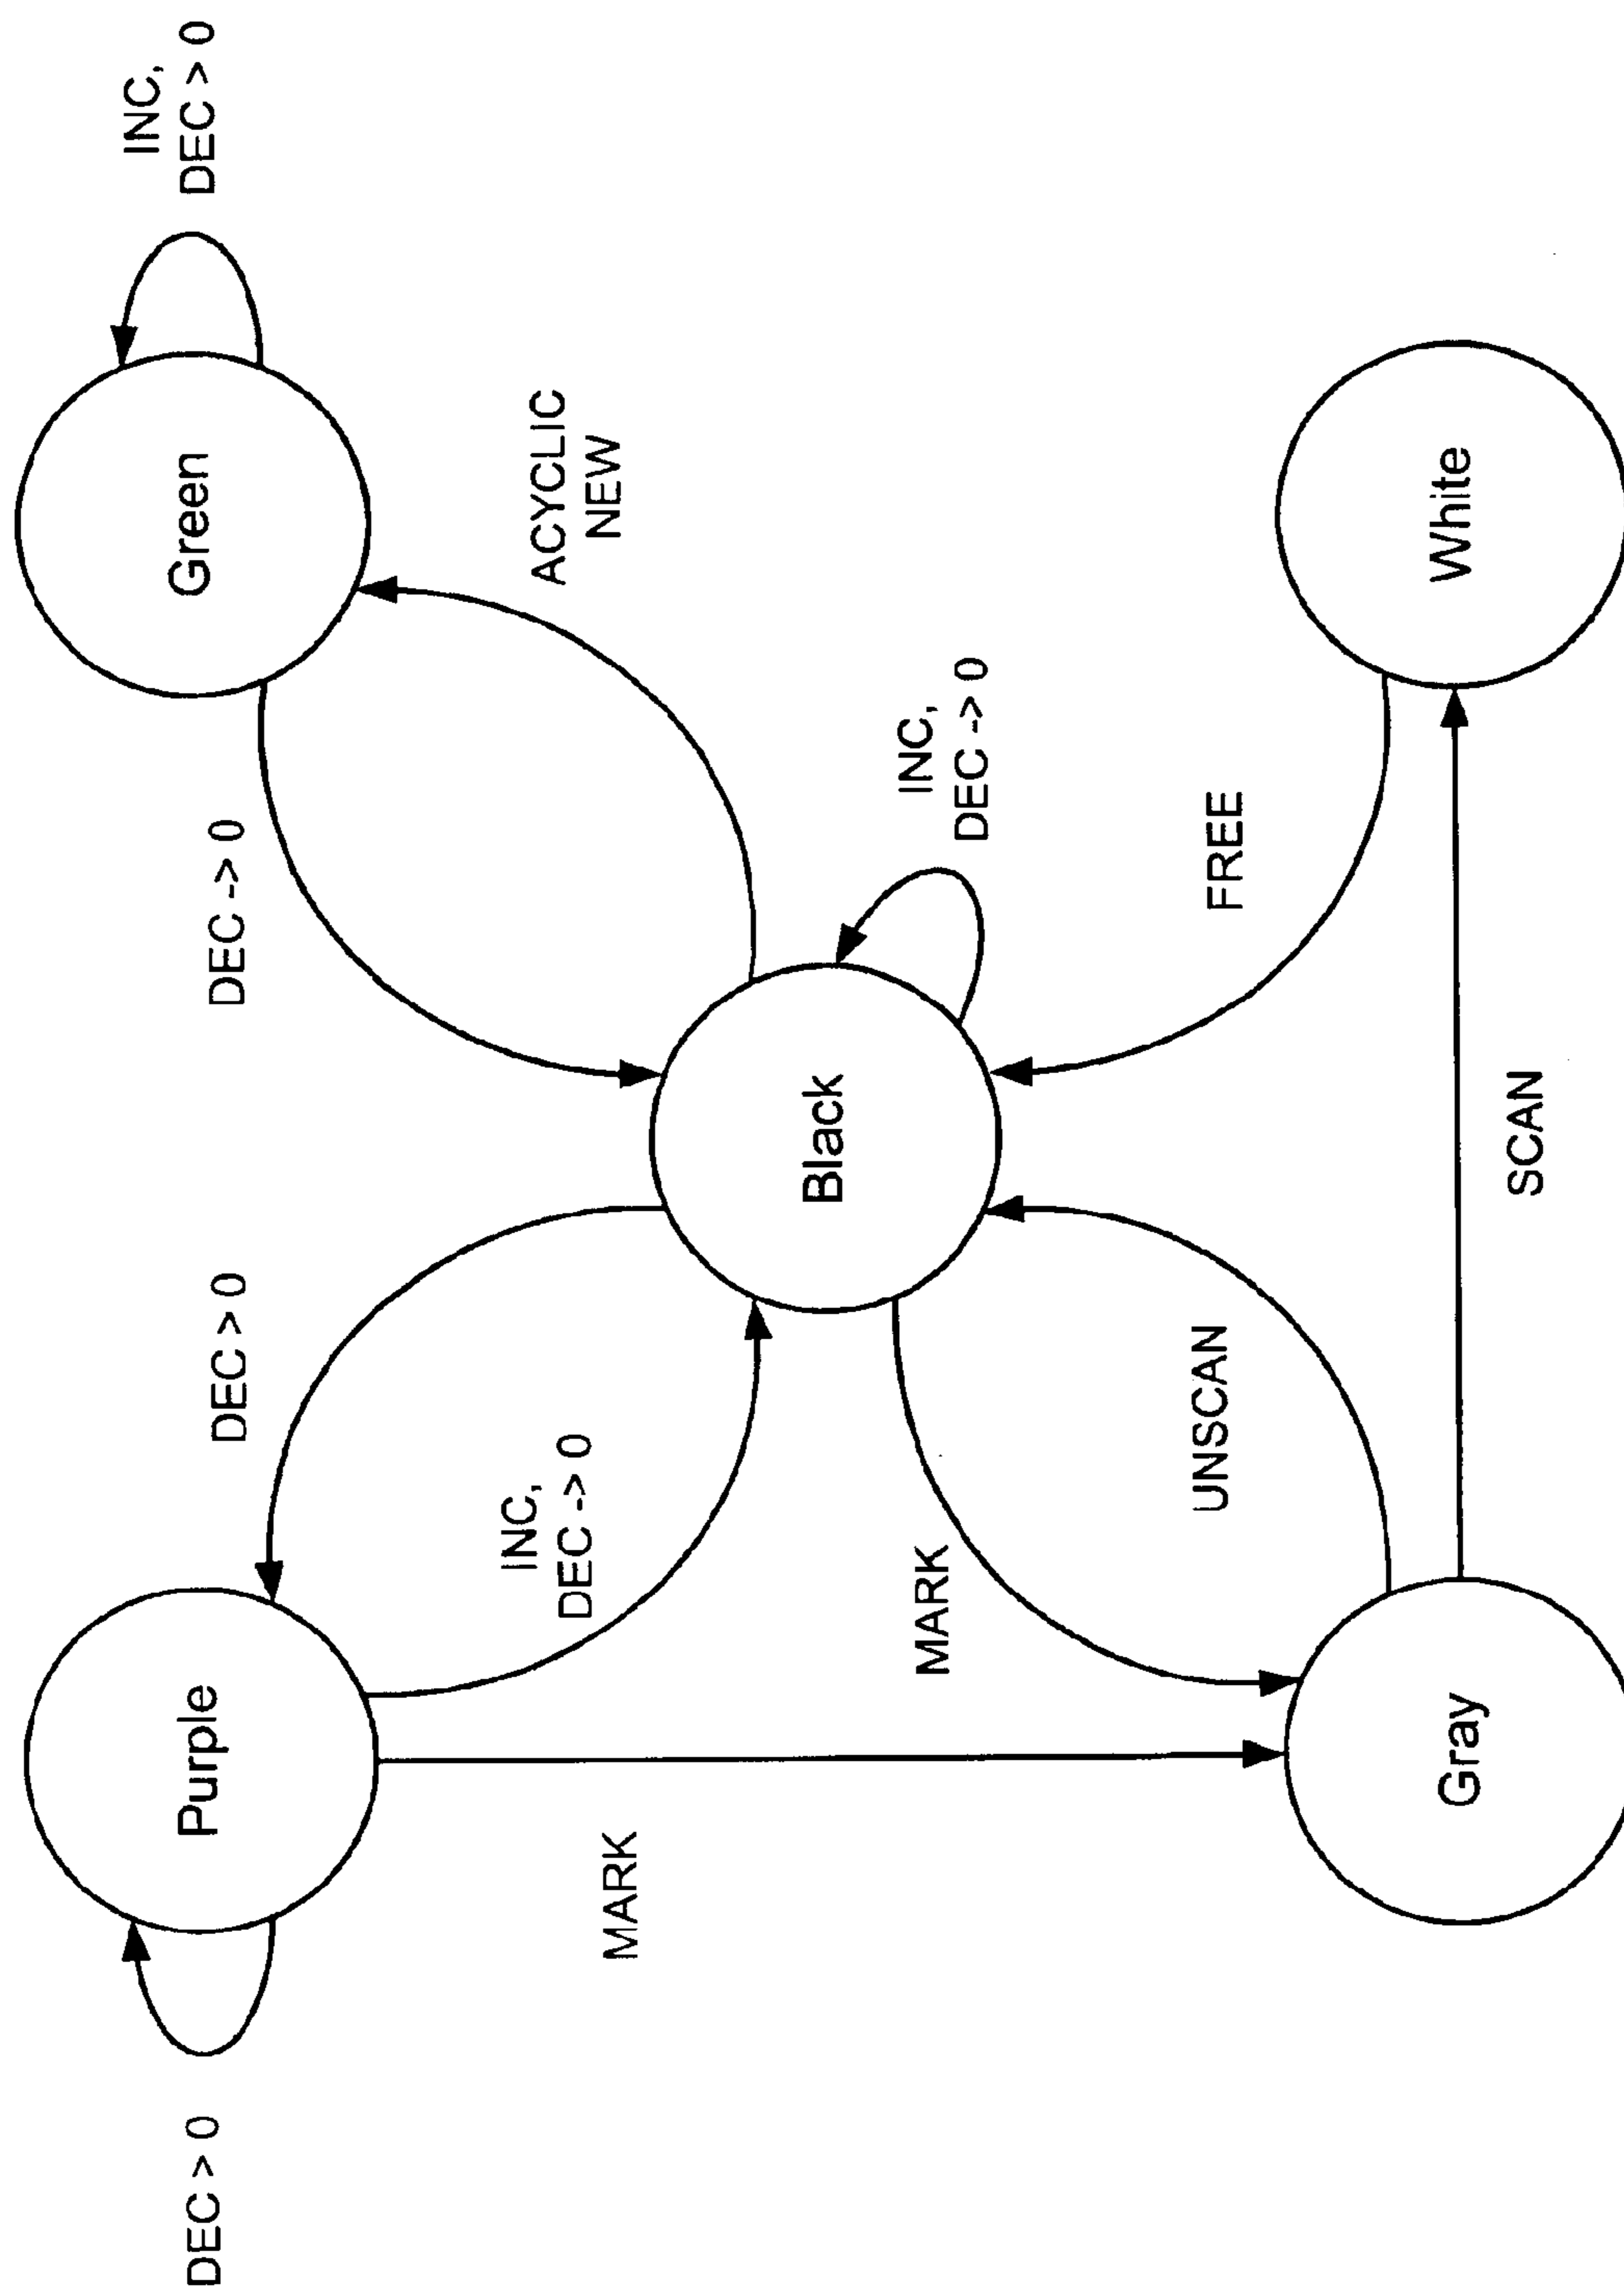 DEC > 0
Purple
DEC > 0
DEC -> 0
Green
INC,
DEC > 0
INC,
DEC -> 0
ACYCLIC
NEW
MARK
Black
INC,
DEC -> 0
MARK
UNSCAN
FREE
Gray
White
SCAN